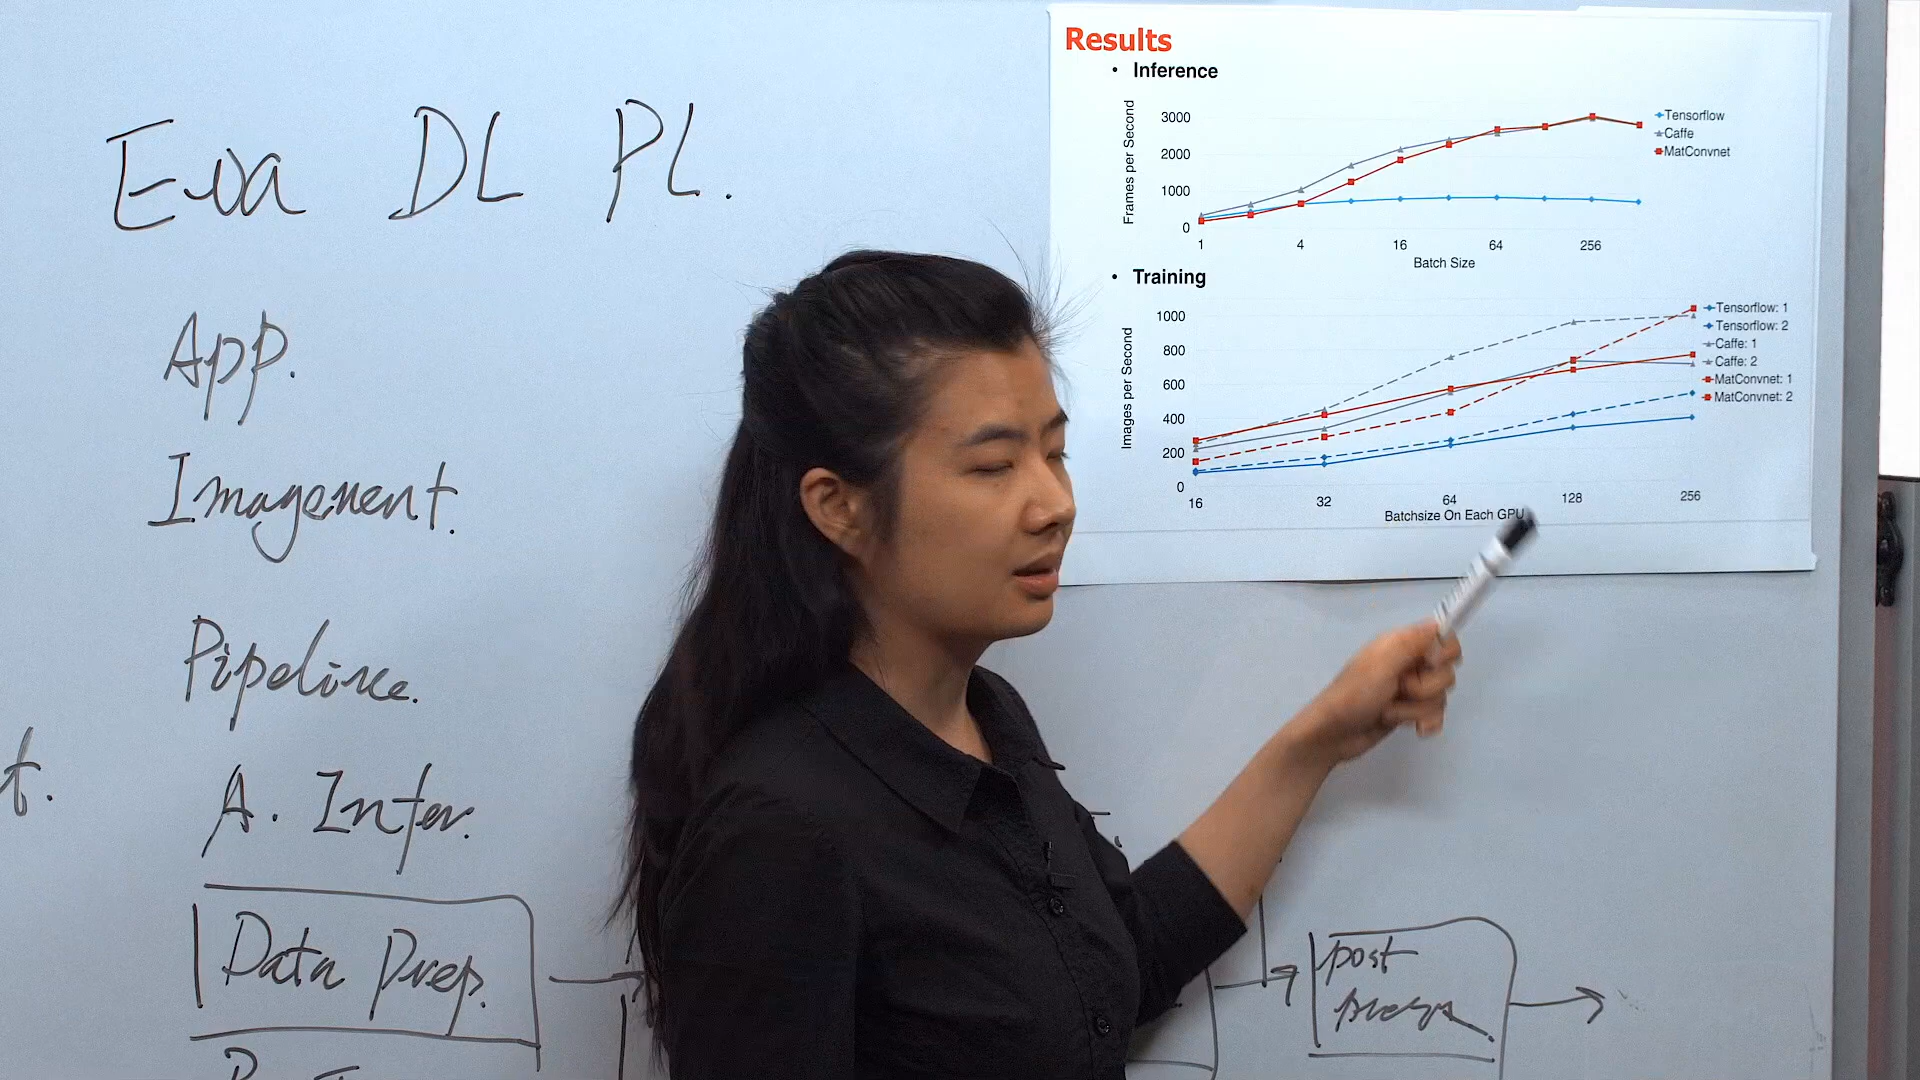 Eva DL PL.
App.
Imagenent.
Pipeline.
t.
A. Infer.
Data Prep.
post
Results
• Inference
Frames per Second
3000
2000
1000
0
1 4 16 64 256
Batch Size
Tensorflow
Caffe
MatConvnet
• Training
Images per Second
1000
800
600
400
200
0
16 32 64 128 256
Batchsize On Each GPU
Tensorflow: 1
Tensorflow: 2
Caffe: 1
Caffe: 2
MatConvnet: 1
MatConvnet: 2